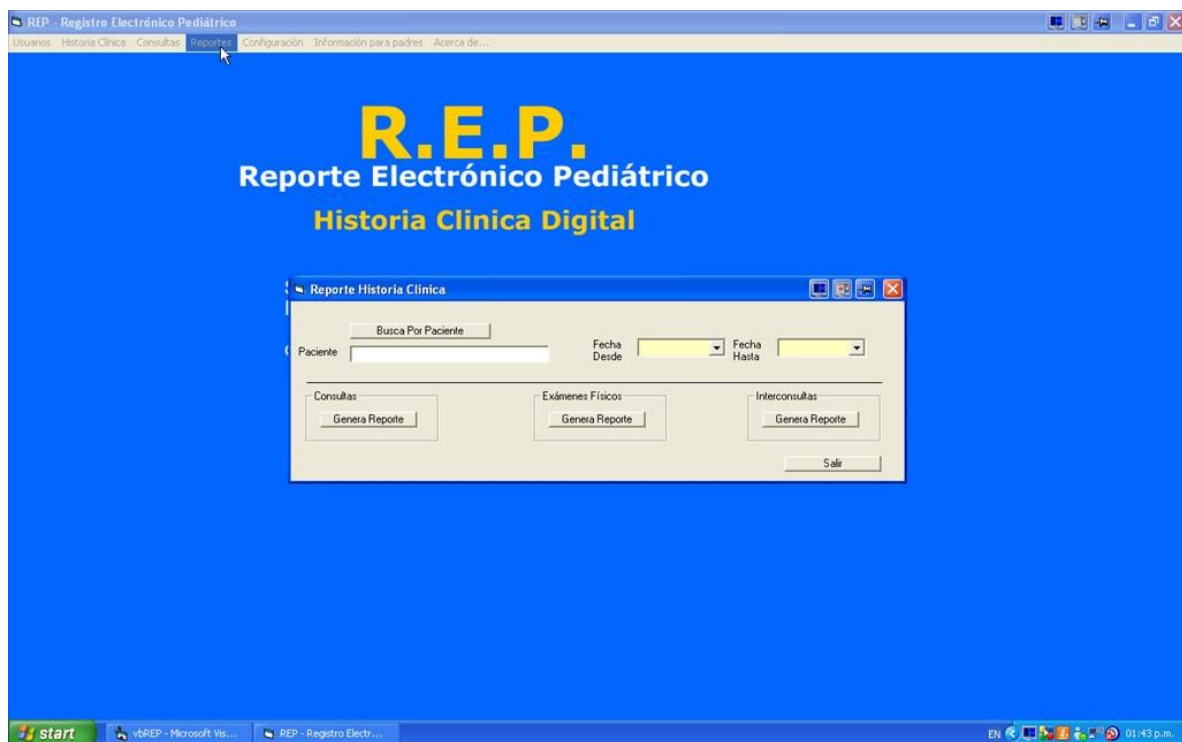 REP - Registro Electrónico Pediátrico
Usuarios Historia Clínica Consultas Reportes Configuración Información para padres Acerca de...
R.E.P.
Reporte Electrónico Pediátrico
Historia Clinica Digital
Reporte Historia Clinica
Busca Por Paciente
Paciente
Fecha Desde
Fecha Hasta
Consultas
Genera Reporte
Exámenes Físicos
Genera Reporte
Interconsultas
Genera Reporte
Salir
start
vbREP - Microsoft Vis...
REP - Registro Electr...
EN
01:43 p.m.